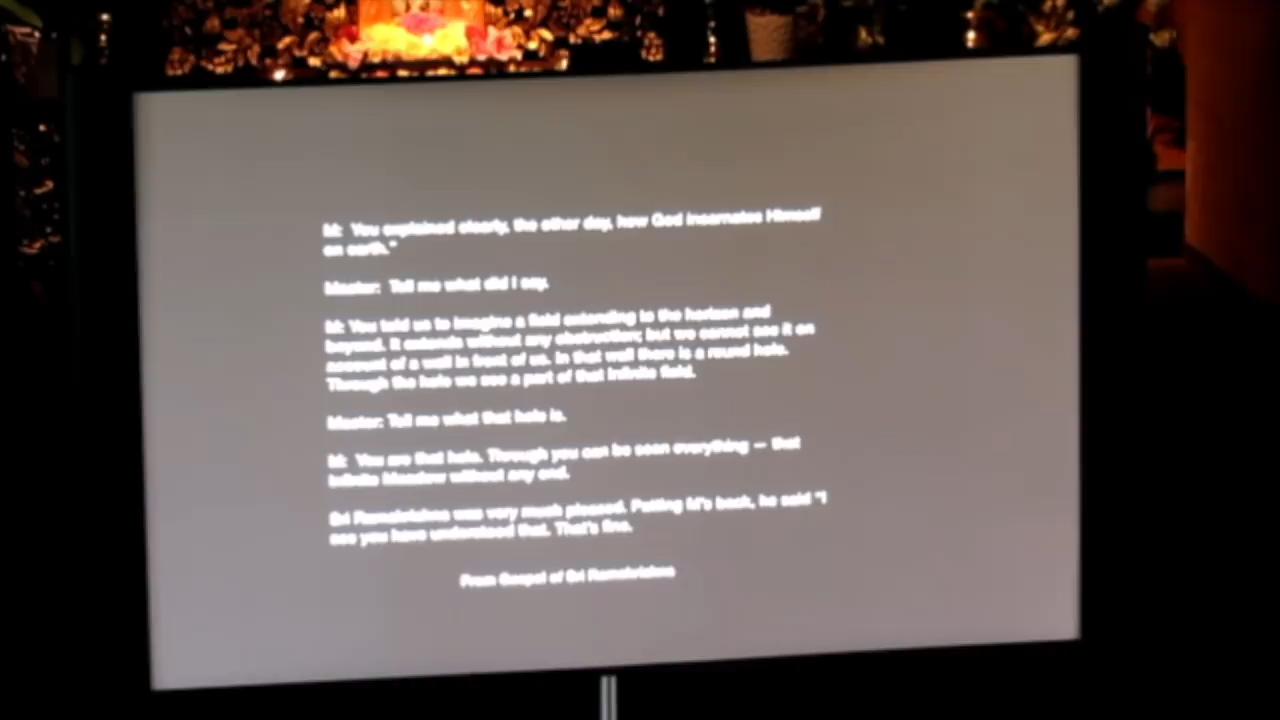 M: You explained clearly, the other day, how God incarnates Himself
on earth."
Master: Tell me what did I say.
M: You told us to imagine a field extending to the horizon and
beyond. It extends without any obstruction; but we cannot see it on
account of a wall in front of us. In that wall there is a round hole.
Through the hole we see a part of that infinite field.
Master: Tell me what that hole is.
M: You are that hole. Through you can be seen everything — that
Infinite Meadow without any end.
Sri Ramakrishna was very much pleased. Patting M's back, he said "I
see you have understood that. That's fine.
From Gospel of Sri Ramakrishna